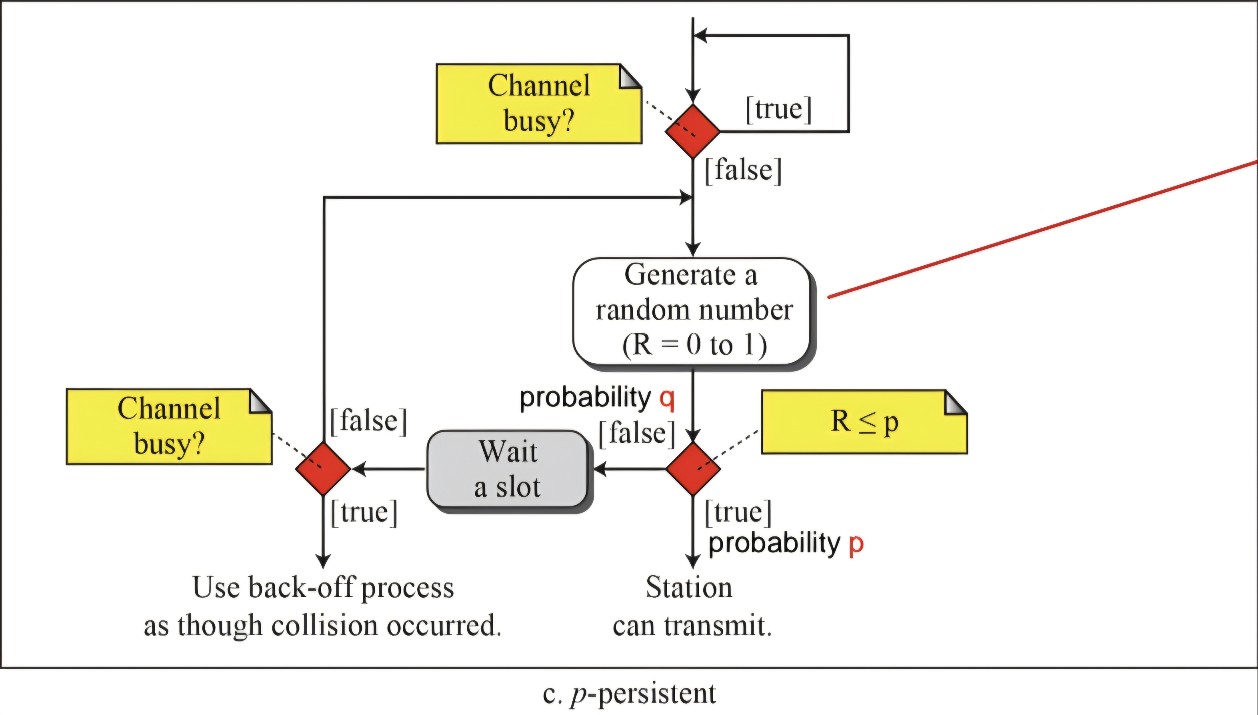 Channel
busy?
[true]
[false]
Generate a
random number
(R = 0 to 1)
probability q
Channel
busy?
[false]
Wait
a slot
[false]
R ≤ p
[true]
[true]
probability p
Use back-off process
as though collision occurred.
Station
can transmit.
c. p-persistent